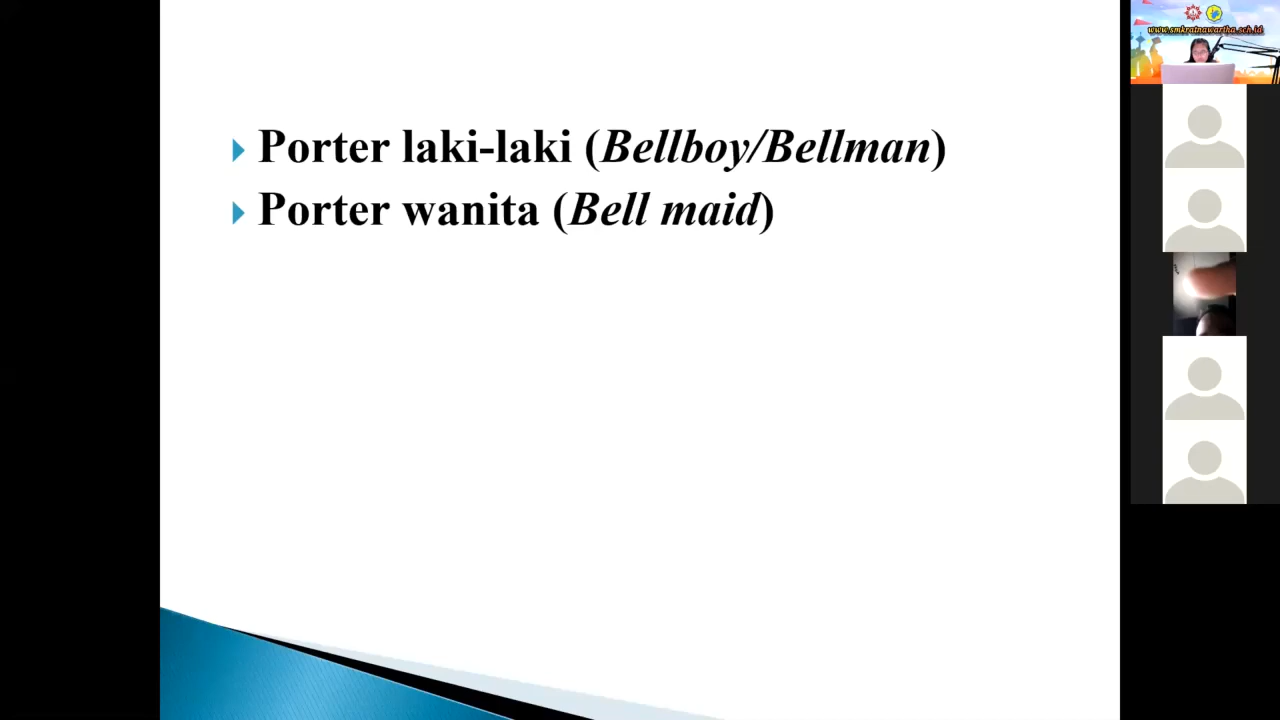 Porter laki-laki (Bellboy/Bellman)
Porter wanita (Bell maid)
www.smkratnawartha.sch.id